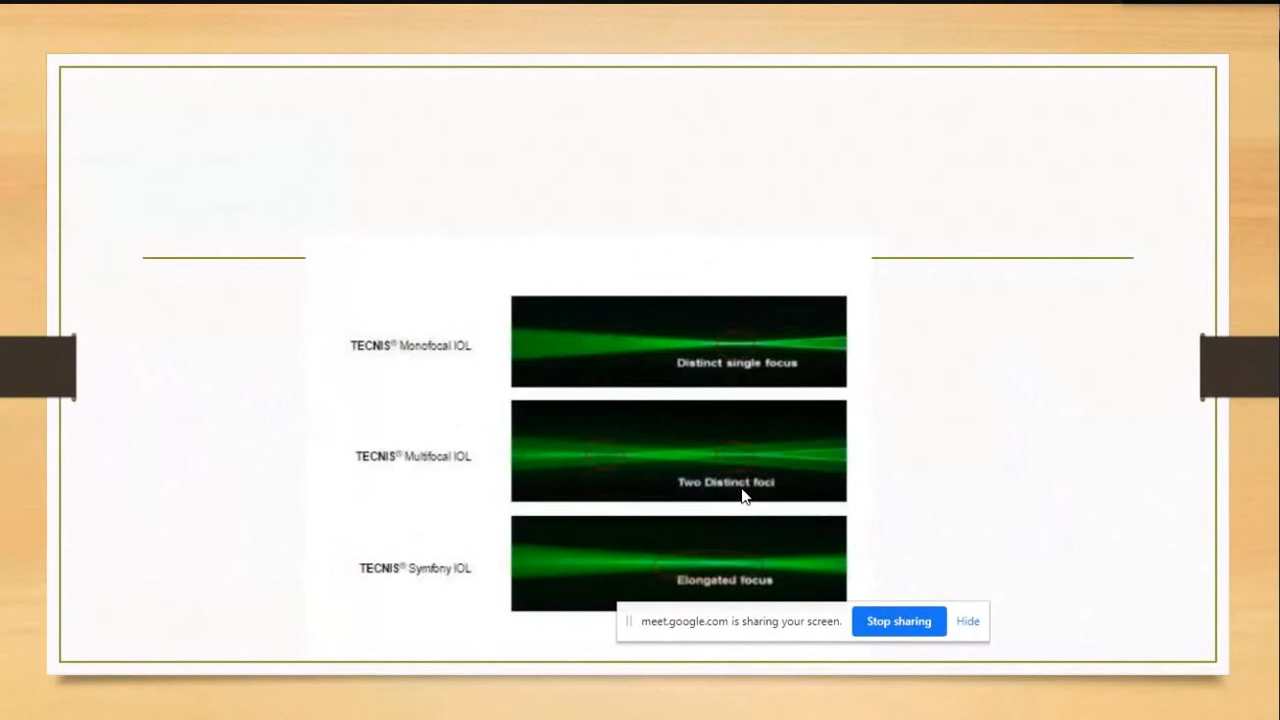 TECNIS® Monofocal IOL
Distinct single focus
TECNIS® Multifocal IOL
Two Distinct foci
TECNIS® Symfony IOL
Elongated focus
meet.google.com is sharing your screen. Stop sharing Hide